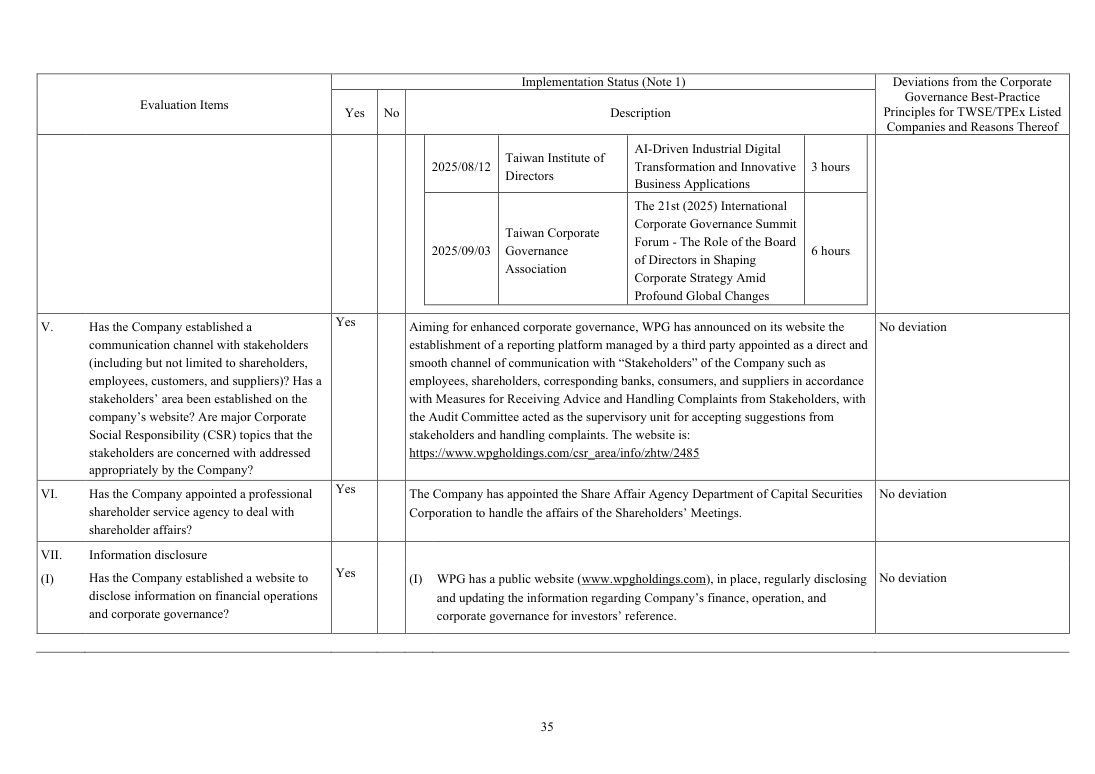 Evaluation Items
Implementation Status (Note 1)
Deviations from the Corporate
Governance Best-Practice
Principles for TWSE/TPEx Listed
Companies and Reasons Thereof
Yes
No
Description
2025/08/12
Taiwan Institute of
Directors
AI-Driven Industrial Digital
Transformation and Innovative
Business Applications
3 hours
2025/09/03
Taiwan Corporate
Governance
Association
The 21st (2025) International
Corporate Governance Summit
Forum - The Role of the Board
of Directors in Shaping
Corporate Strategy Amid
Profound Global Changes
6 hours
V.
Has the Company established a
communication channel with stakeholders
(including but not limited to shareholders,
employees, customers, and suppliers)? Has a
stakeholders’ area been established on the
company’s website? Are major Corporate
Social Responsibility (CSR) topics that the
stakeholders are concerned with addressed
appropriately by the Company?
Yes
Aiming for enhanced corporate governance, WPG has announced on its website the
establishment of a reporting platform managed by a third party appointed as a direct and
smooth channel of communication with “Stakeholders” of the Company such as
employees, shareholders, corresponding banks, consumers, and suppliers in accordance
with Measures for Receiving Advice and Handling Complaints from Stakeholders, with
the Audit Committee acted as the supervisory unit for accepting suggestions from
stakeholders and handling complaints. The website is:
https://www.wpgholdings.com/csr_area/info/zhtw/2485
No deviation
VI.
Has the Company appointed a professional
shareholder service agency to deal with
shareholder affairs?
Yes
The Company has appointed the Share Affair Agency Department of Capital Securities
Corporation to handle the affairs of the Shareholders’ Meetings.
No deviation
VII.
Information disclosure
(I)
Has the Company established a website to
disclose information on financial operations
and corporate governance?
Yes
(I) WPG has a public website (www.wpgholdings.com), in place, regularly disclosing
and updating the information regarding Company’s finance, operation, and
corporate governance for investors’ reference.
No deviation
35